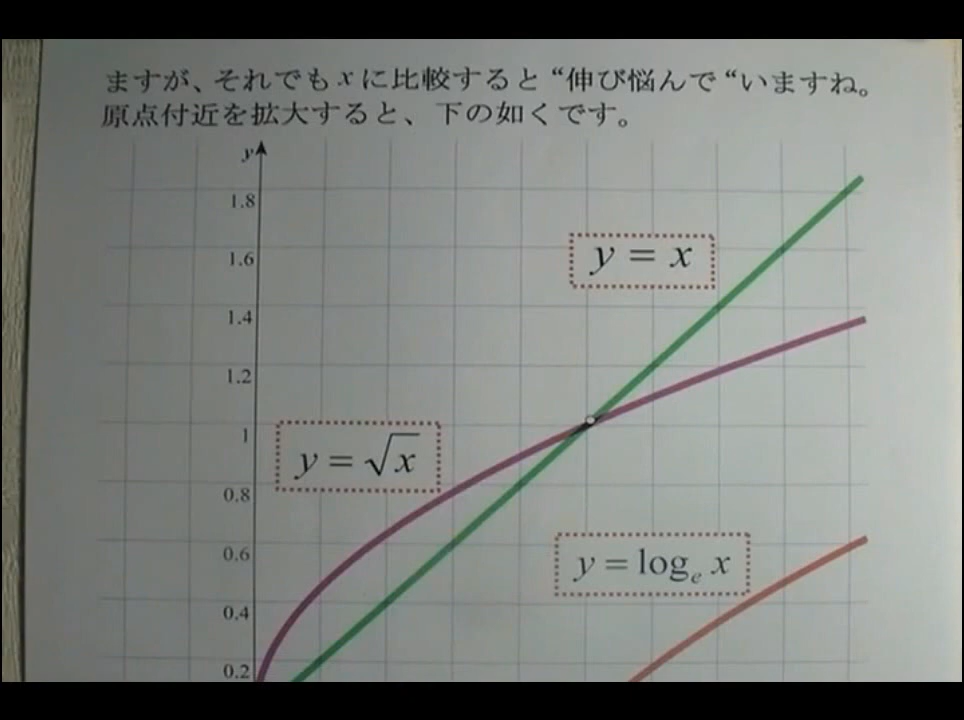 ますが、それでも x に比較すると “伸び悩んで “いますね。
原点付近を拡大すると、下の如くです。
y
1.8
y = x
1.6
1.4
1.2
1
y = √x
0.8
0.6
y = logₑ x
0.4
0.2